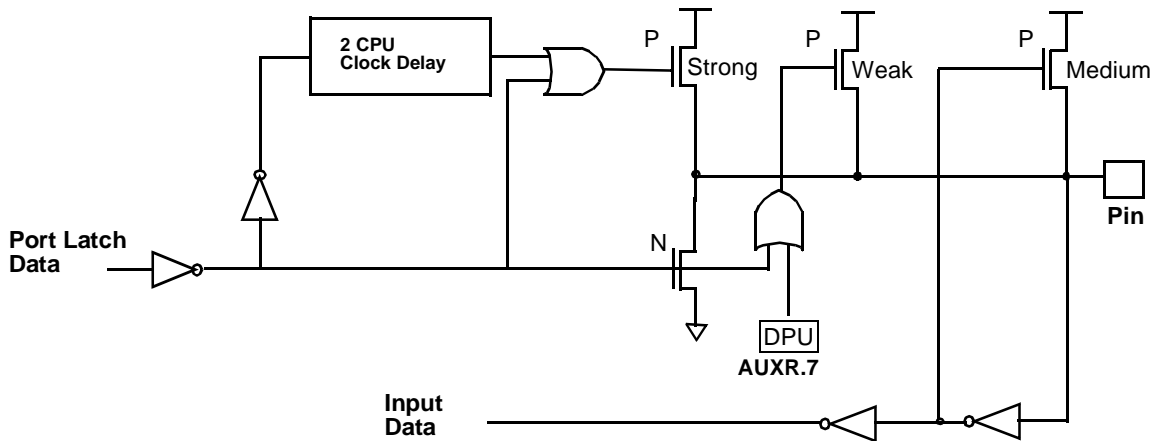 2 CPU
Clock Delay
P
Strong
P
Weak
P
Medium
Pin
Port Latch
Data
N
DPU
AUXR.7
Input
Data